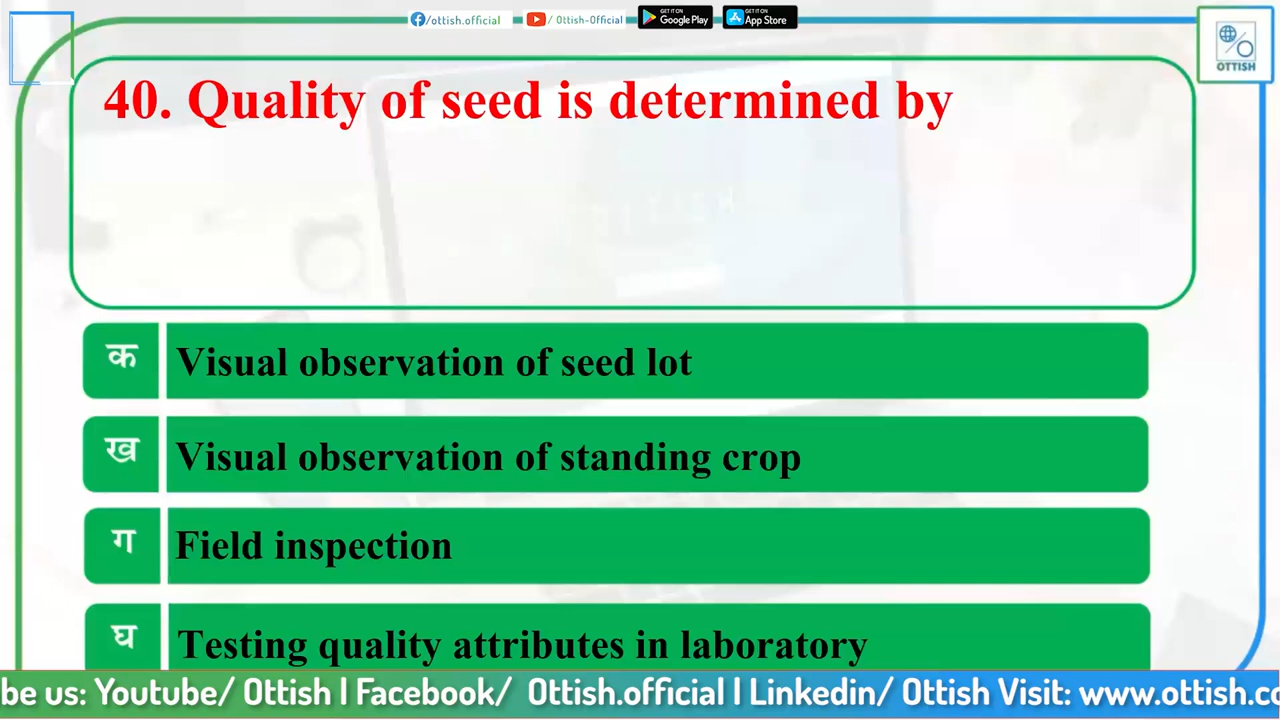 /ottish.official / Ottish-Official GET IT ON Google Play GET IT ON App Store
OTTISH
40. Quality of seed is determined by
क Visual observation of seed lot
ख Visual observation of standing crop
ग Field inspection
घ Testing quality attributes in laboratory
be us: Youtube/ Ottish I Facebook/ Ottish.official I Linkedin/ Ottish Visit: www.ottish.co